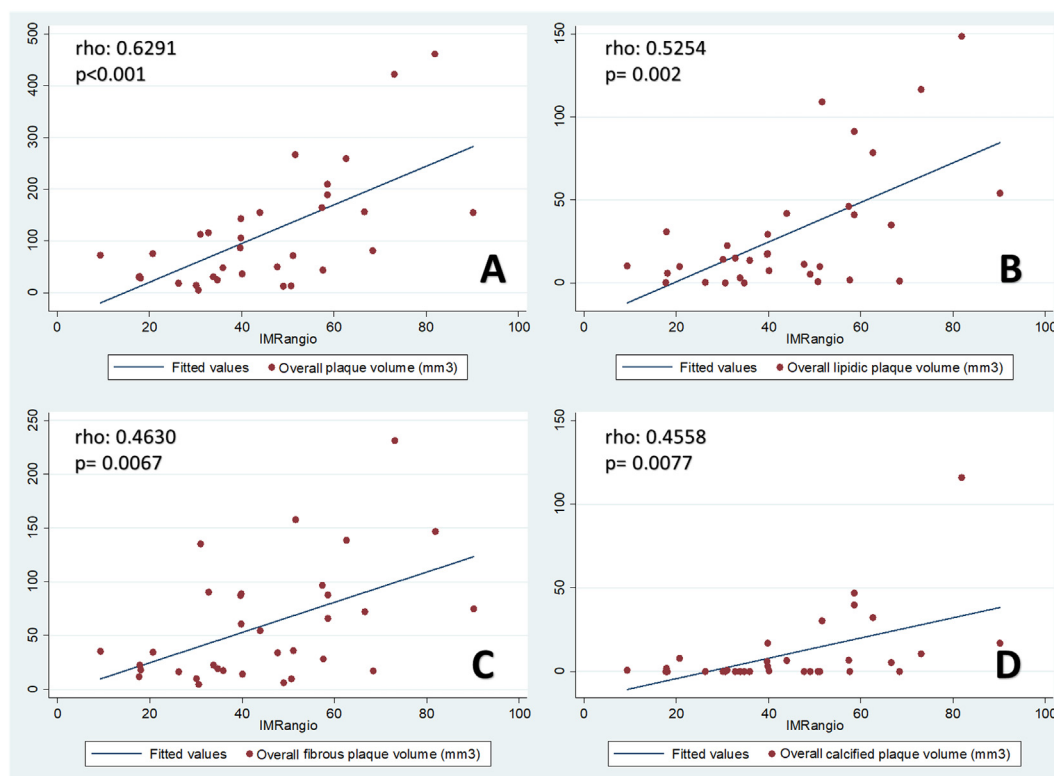 rho: 0.6291
p<0.001
500
400
300
200
100
0
A
0 20 40 60 80 100
IMRangio
Fitted values Overall plaque volume (mm3)
rho: 0.5254
p= 0.002
150
100
50
0
B
0 20 40 60 80 100
IMRangio
Fitted values Overall lipidic plaque volume (mm3)
rho: 0.4630
p= 0.0067
250
200
150
100
50
0
C
0 20 40 60 80 100
IMRangio
Fitted values Overall fibrous plaque volume (mm3)
rho: 0.4558
p= 0.0077
150
100
50
0
D
0 20 40 60 80 100
IMRangio
Fitted values Overall calcified plaque volume (mm3)